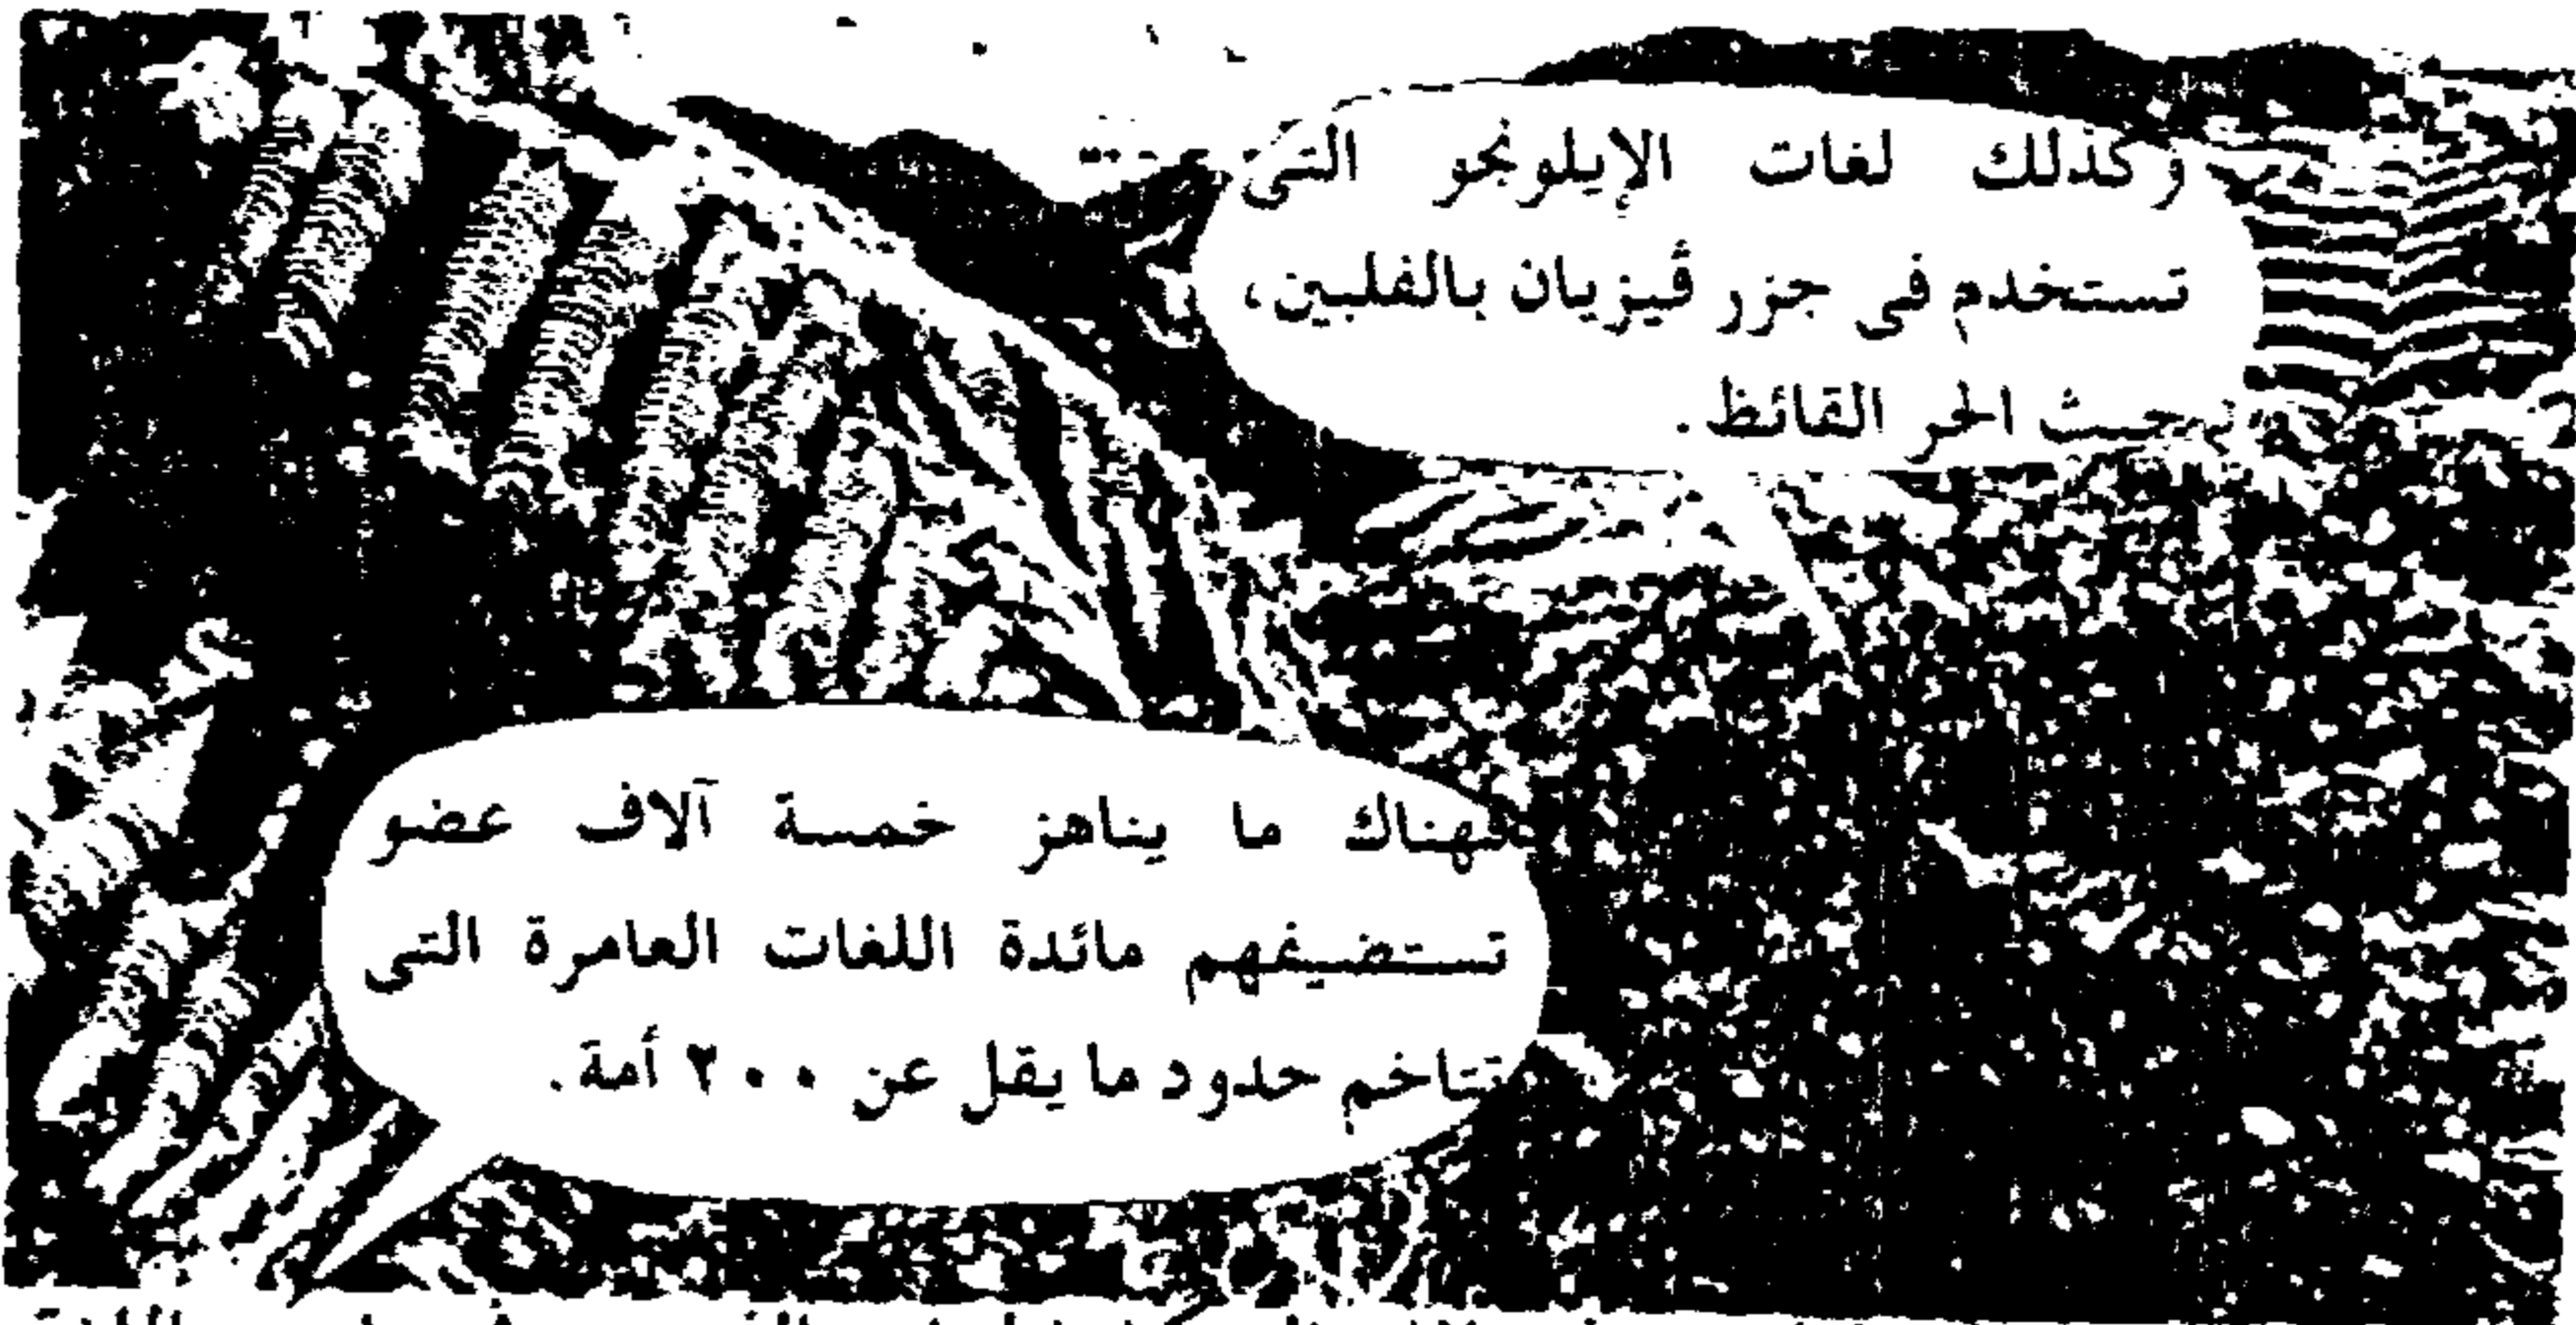 وكذلك لغات الإيلونجو التى
تستخدم فى جزر ڤيزيان بالفلبين،
بحيث الحر القائظ.
فهناك ما يناهز خمسة آلاف عضو
تستضيفهم مائدة اللغات العامرة التى
تتاخم حدود ما يقل عن ٢٠٠ أمة.